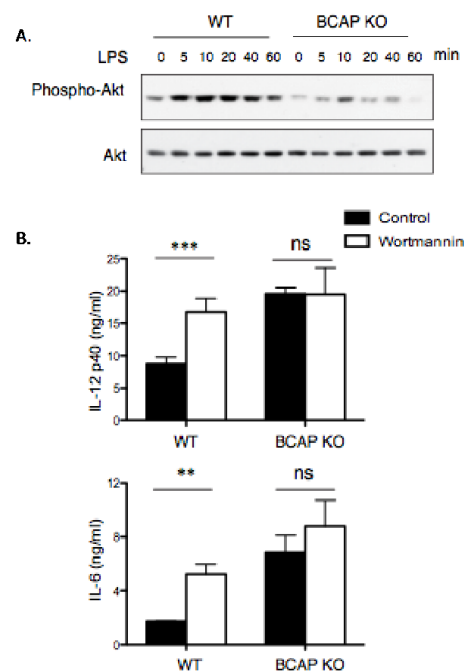 WT BCAP KO
A.
LPS 0 5 10 20 40 60 0 5 10 20 40 60 min
Phospho-Akt
Akt
Control
Wortmannin
B.
*** ns
IL-12 p40 (ng/ml)
25
20
15
10
5
0
WT BCAP KO
** ns
IL-6 (ng/ml)
12
8
4
0
WT BCAP KO